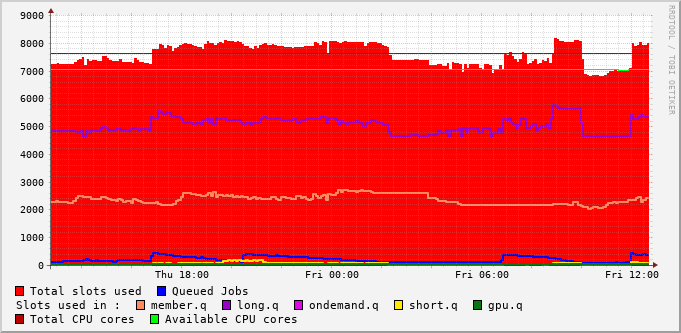 9000
8000
7000
6000
5000
4000
3000
2000
1000
0
Thu 18:00 Fri 00:00 Fri 06:00 Fri 12:00
RRDTOOL / TOBI OETIKER
Total slots used Queued Jobs
Slots used in : member.q long.q ondemand.q short.q gpu.q
Total CPU cores Available CPU cores